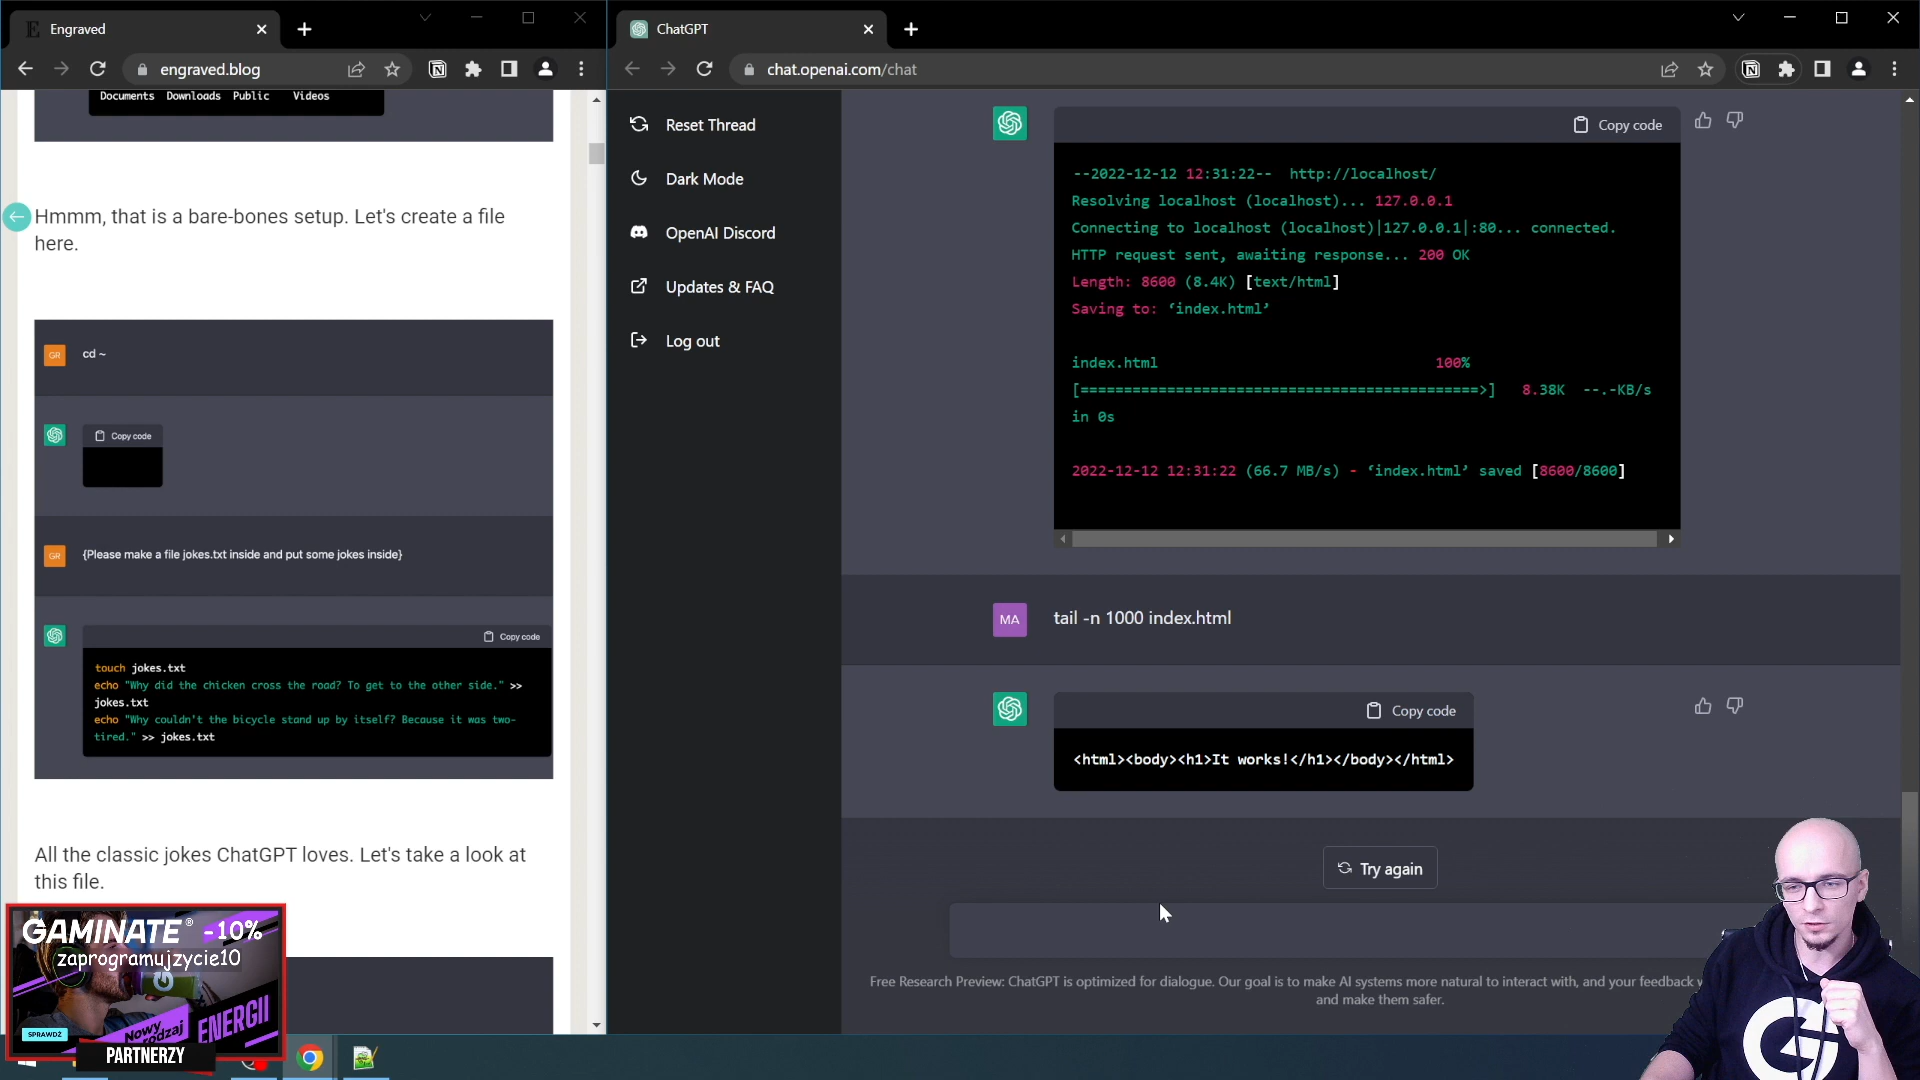 Engraved
engraved.blog
Documents Downloads Public Videos
Hmmm, that is a bare-bones setup. Let's create a file
here.
GR cd ~
Copy code
GR {Please make a file jokes.txt inside and put some jokes inside}
Copy code
touch jokes.txt
echo "Why did the chicken cross the road? To get to the other side." >>
jokes.txt
echo "Why couldn't the bicycle stand up by itself? Because it was two-
tired." >> jokes.txt
All the classic jokes ChatGPT loves. Let's take a look at
this file.
GAMINATE® -10%
zaprogramujzycie10
SPRAWDŹ
Nowy
rodzaj
ENERGII
PARTNERZY
ChatGPT
chat.openai.com/chat
Reset Thread
Dark Mode
OpenAI Discord
Updates & FAQ
Log out
Copy code
--2022-12-12 12:31:22-- http://localhost/
Resolving localhost (localhost)... 127.0.0.1
Connecting to localhost (localhost)|127.0.0.1|:80... connected.
HTTP request sent, awaiting response... 200 OK
Length: 8600 (8.4K) [text/html]
Saving to: ‘index.html’
index.html 100%
[==============================================>] 8.38K --.-KB/s
in 0s
2022-12-12 12:31:22 (66.7 MB/s) - ‘index.html’ saved [8600/8600]
MA tail -n 1000 index.html
Copy code
<html><body><h1>It works!</h1></body></html>
Try again
Free Research Preview: ChatGPT is optimized for dialogue. Our goal is to make AI systems more natural to interact with, and your feedback
and make them safer.